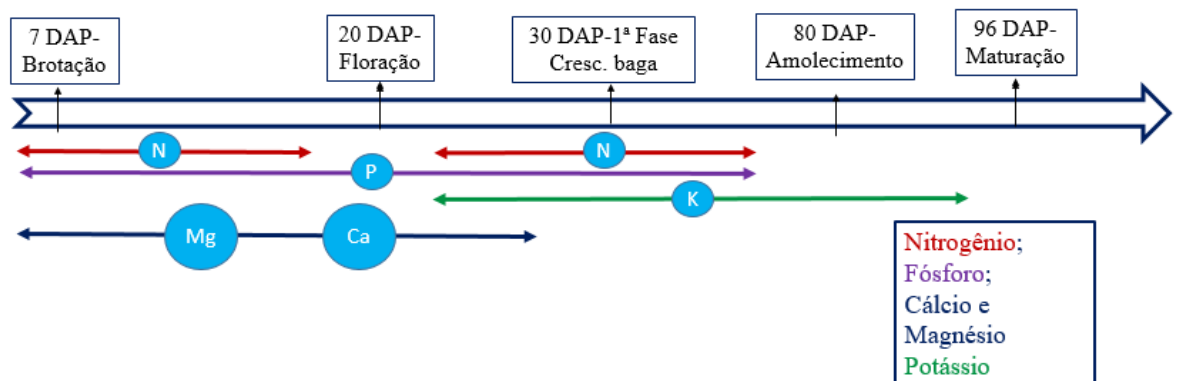 7 DAP-
Brotação
20 DAP-
Floração
30 DAP-1ª Fase
Cresc. baga
80 DAP-
Amolecimento
96 DAP-
Maturação
N
N
P
K
Mg
Ca
Nitrogênio;
Fósforo;
Cálcio e
Magnésio
Potássio